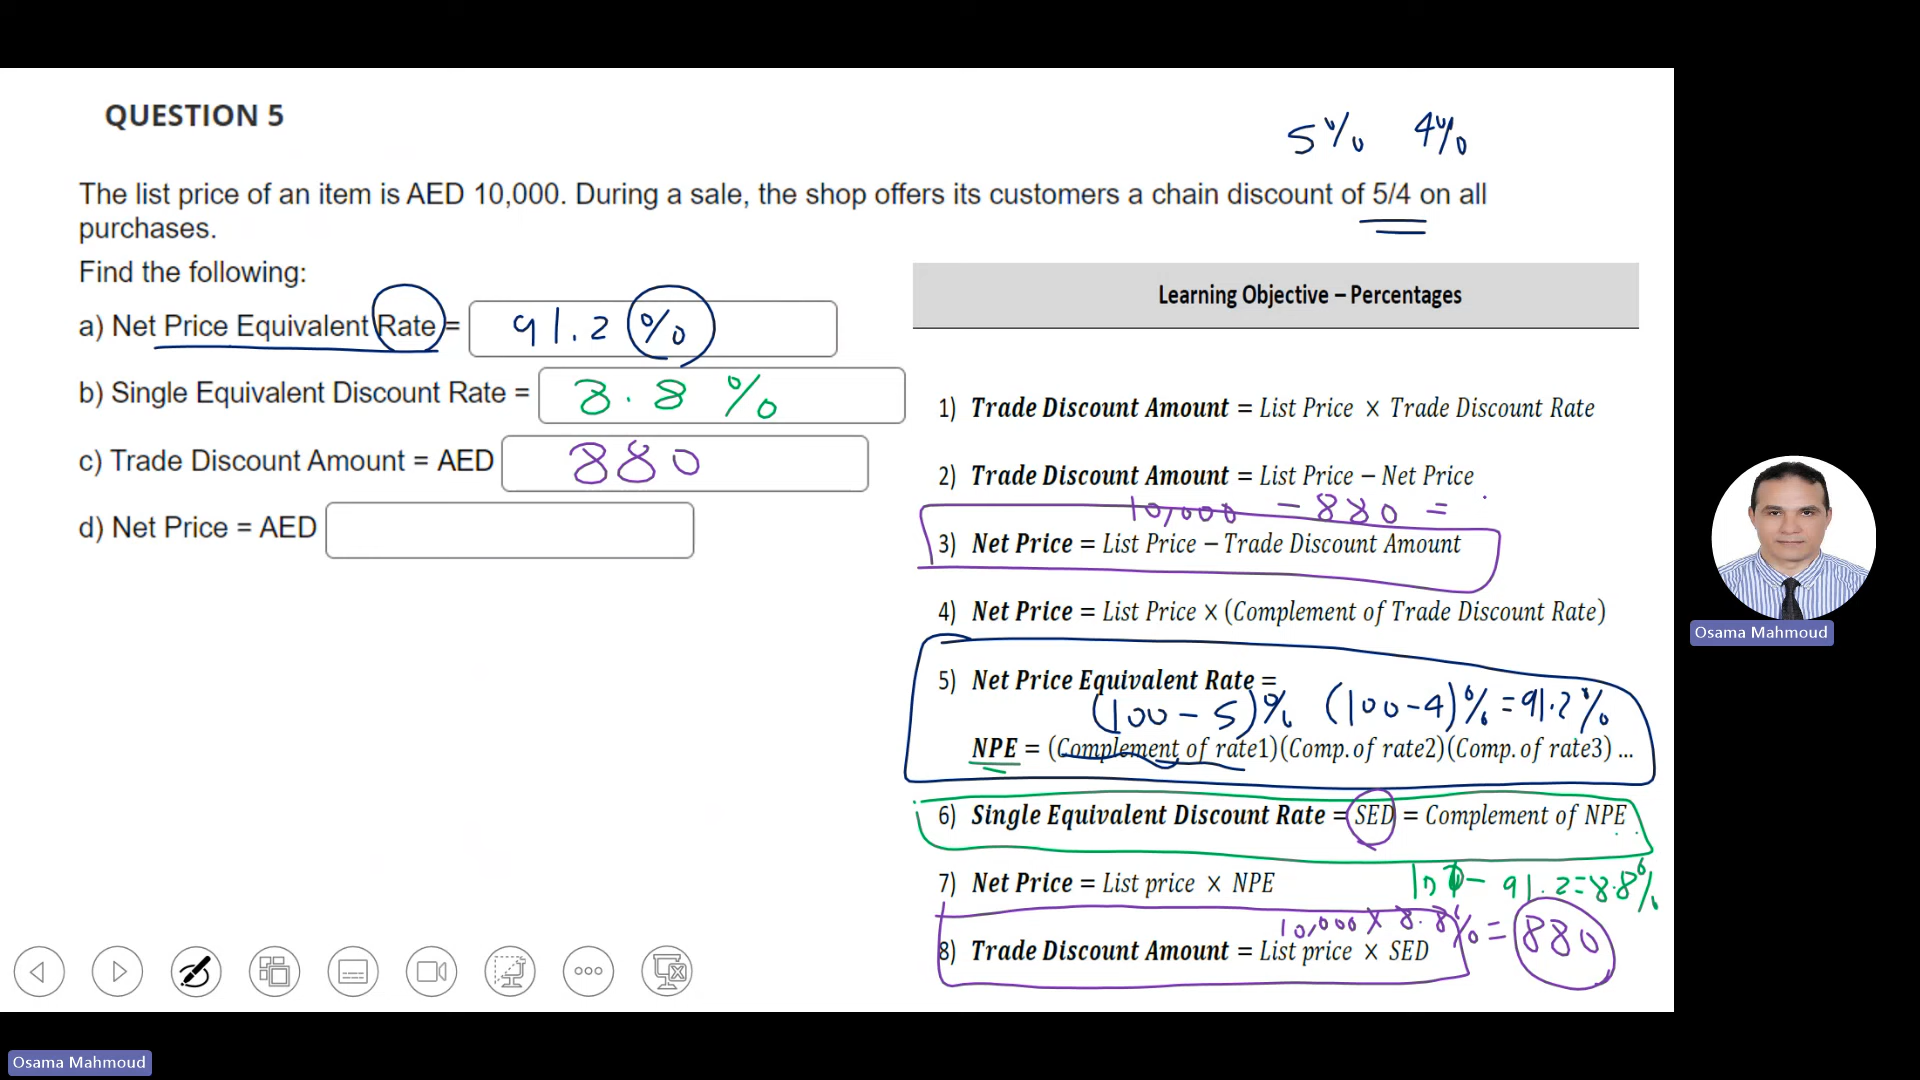 QUESTION 5
5% 4%
The list price of an item is AED 10,000. During a sale, the shop offers its customers a chain discount of 5/4 on all
purchases.
Find the following:
a) Net Price Equivalent Rate = 91.2 %
b) Single Equivalent Discount Rate = 8.8 %
c) Trade Discount Amount = AED 880
d) Net Price = AED
Learning Objective – Percentages
1) Trade Discount Amount = List Price × Trade Discount Rate
2) Trade Discount Amount = List Price − Net Price
10,000 − 880 =
3) Net Price = List Price − Trade Discount Amount
4) Net Price = List Price × (Complement of Trade Discount Rate)
5) Net Price Equivalent Rate =
(100 − 5)% (100-4)% = 91.2%
NPE = (Complement of rate1)(Comp. of rate2)(Comp. of rate3) ...
6) Single Equivalent Discount Rate = SED = Complement of NPE
7) Net Price = List price × NPE
100 − 91.2 = 8.8%
10,000 × 8.8% = 880
8) Trade Discount Amount = List price × SED
Osama Mahmoud
Osama Mahmoud